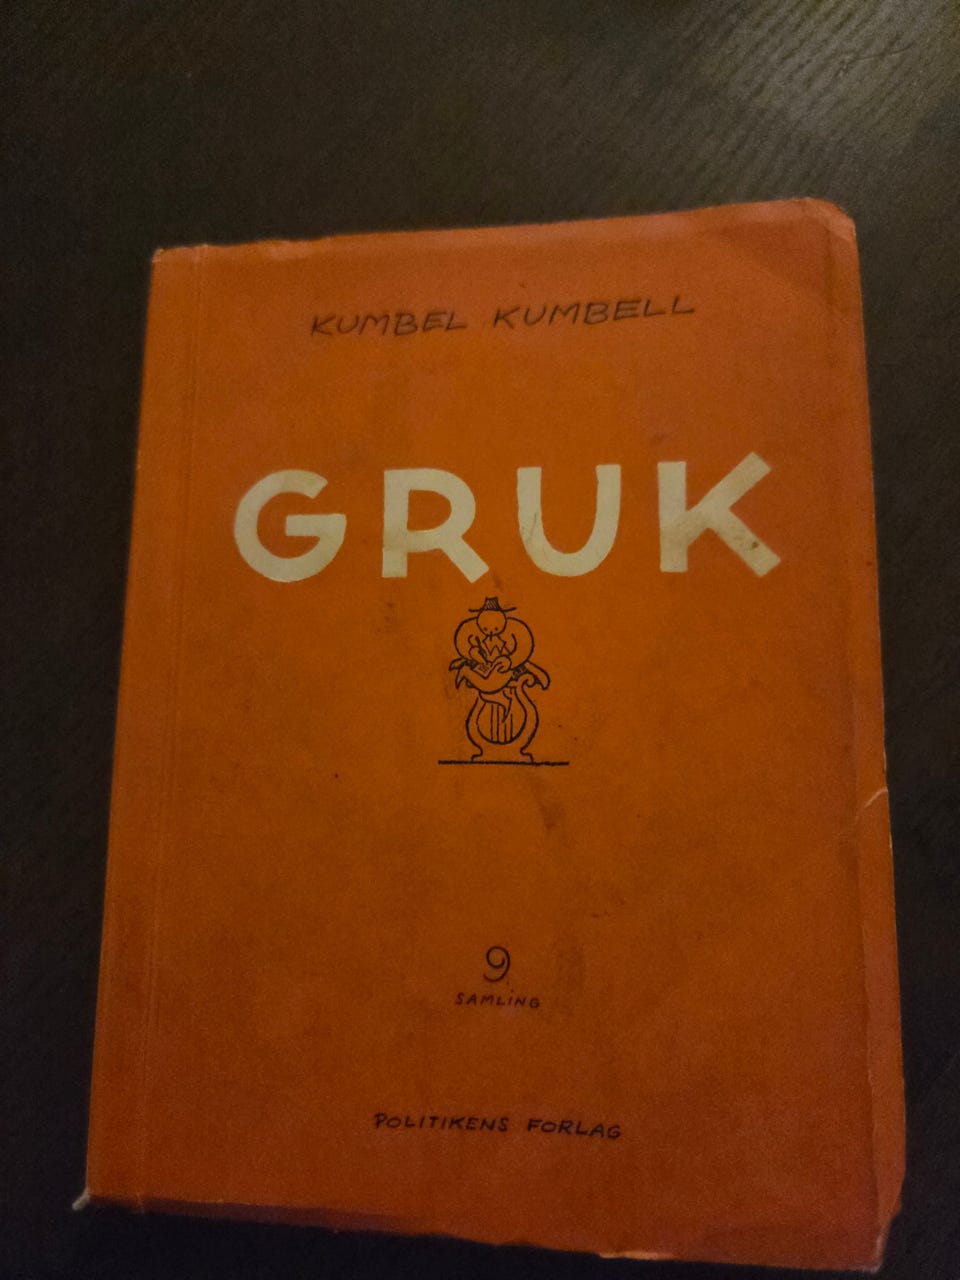 KUMBEL KUMBELL
GRUK
9
SAMLING
POLITIKENS FORLAG